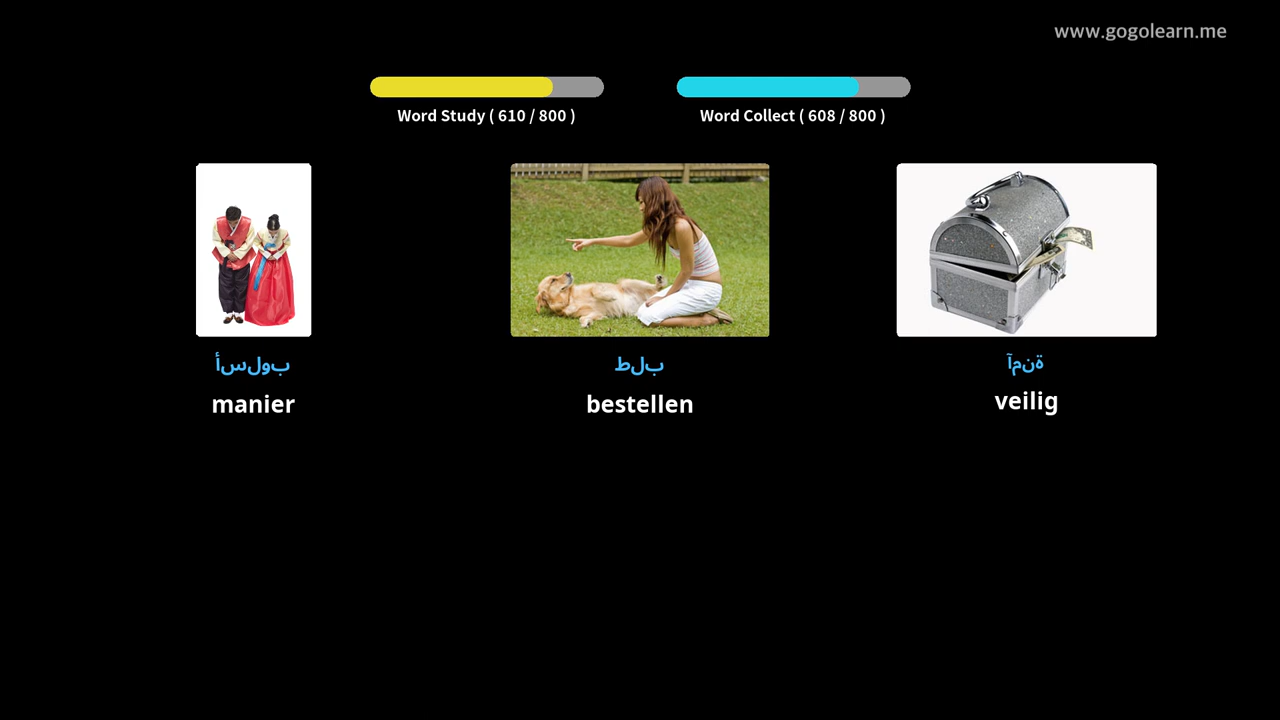 www.gogolearn.me
Word Study ( 610 / 800 )
Word Collect ( 608 / 800 )
أسلوب
manier
طلب
bestellen
آمنة
veilig